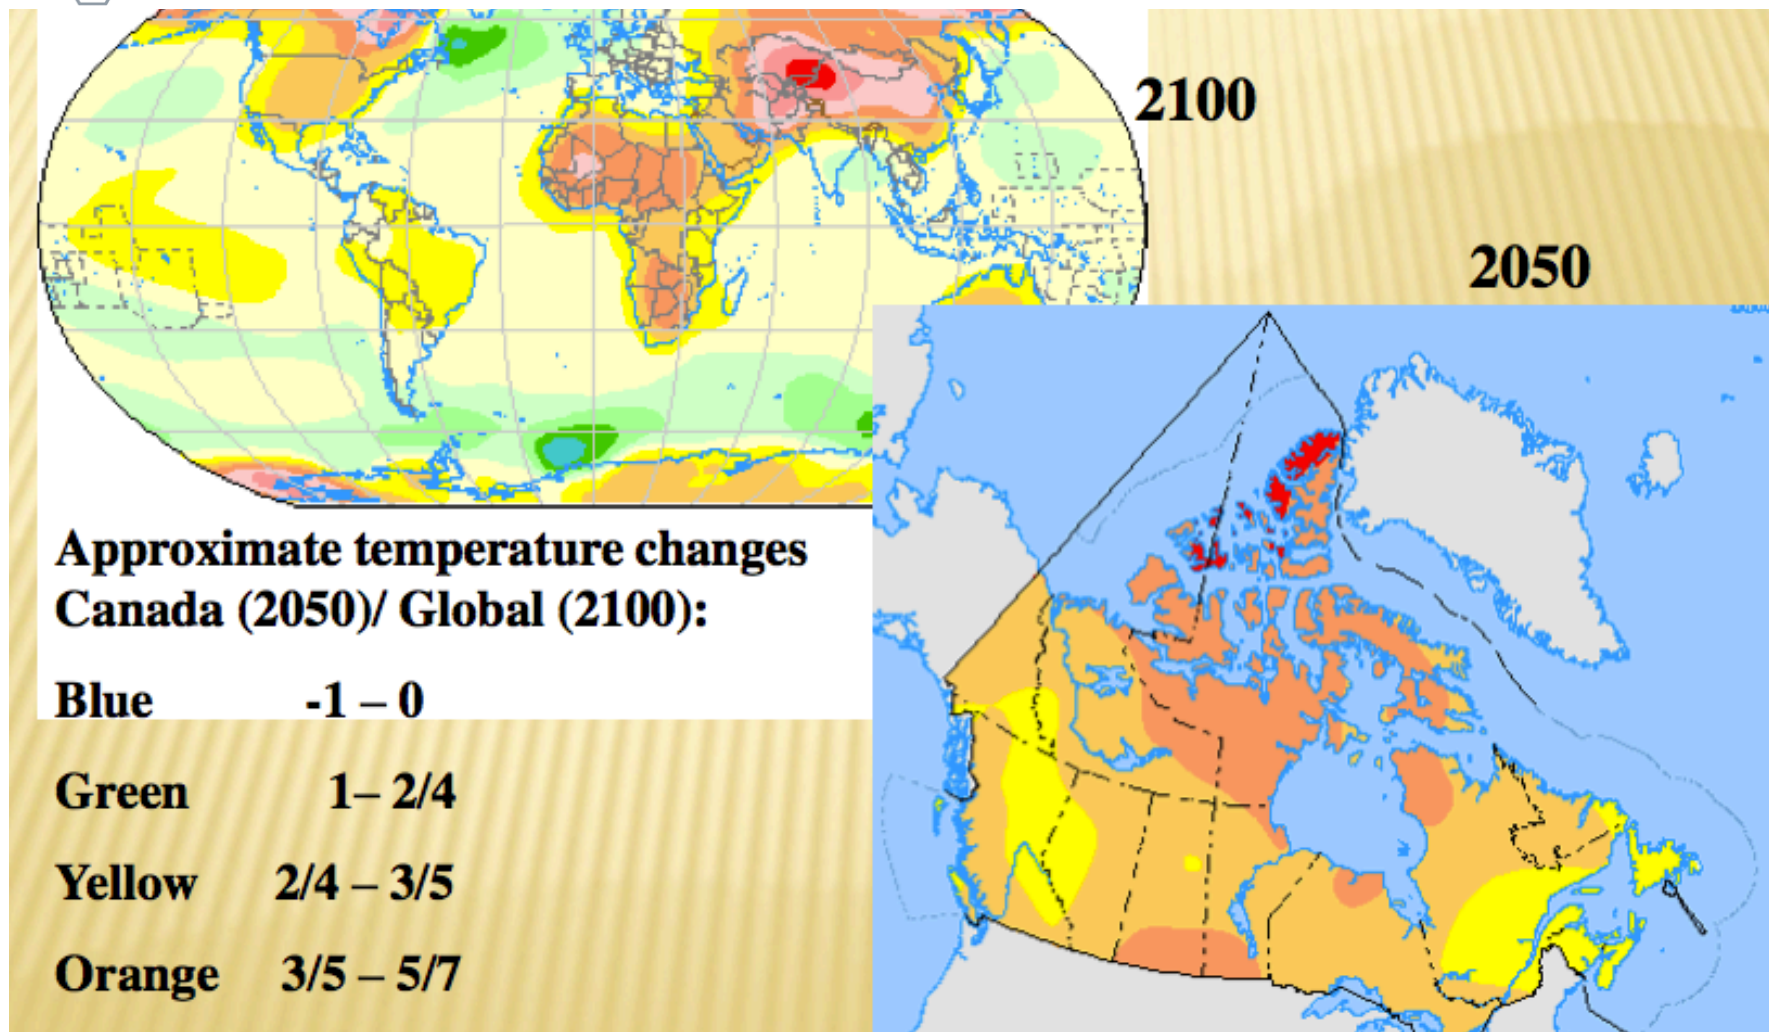 2100
2050
Approximate temperature changes
Canada (2050)/ Global (2100):
Blue -1 – 0
Green 1– 2/4
Yellow 2/4 – 3/5
Orange 3/5 – 5/7